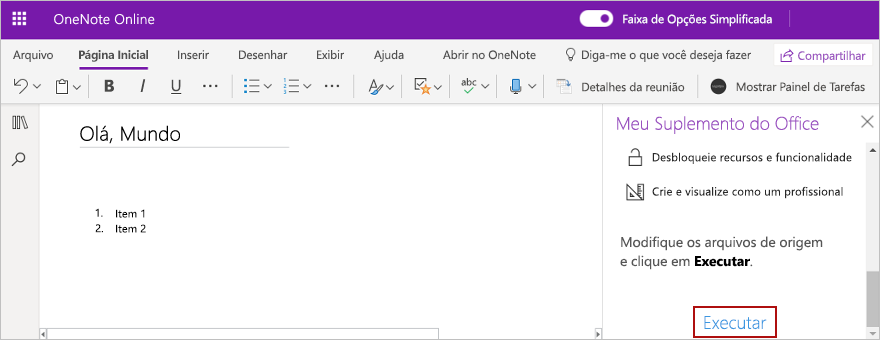 OneNote Online
Faixa de Opções Simplificada
Arquivo Página Inicial Inserir Desenhar Exibir Ajuda Abrir no OneNote Diga-me o que você deseja fazer Compartilhar
B I U abc Detalhes da reunião Mostrar Painel de Tarefas
Olá, Mundo
1. Item 1
2. Item 2
Meu Suplemento do Office
Desbloqueie recursos e funcionalidade
Crie e visualize como um profissional
Modifique os arquivos de origem
e clique em Executar.
Executar